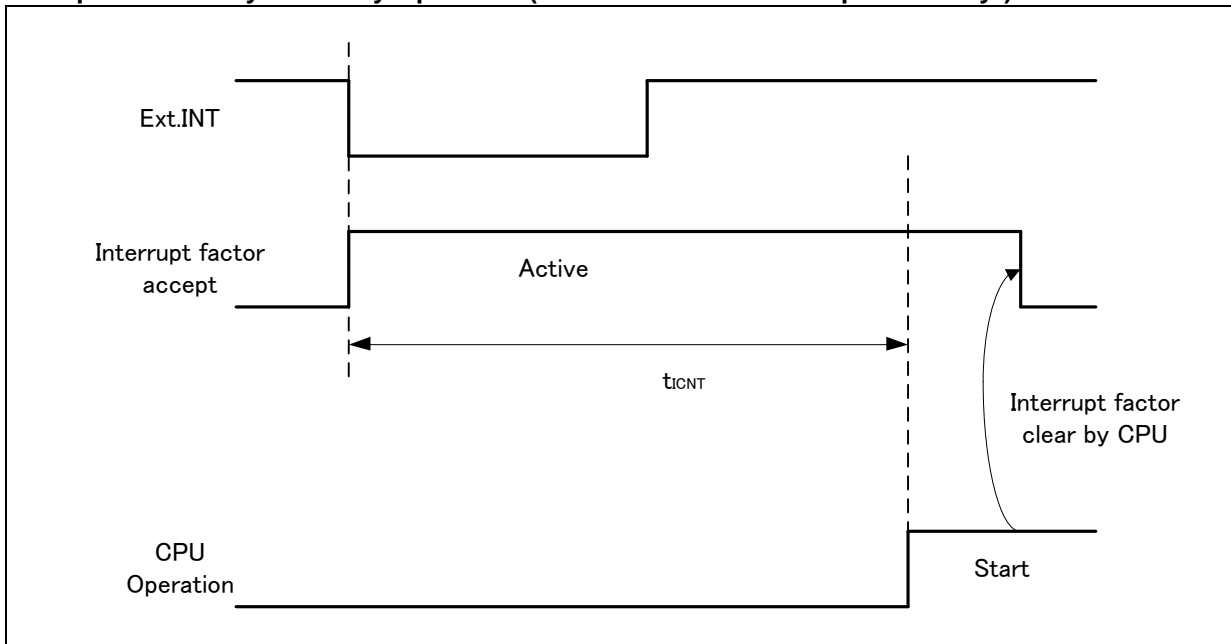 Ext.INT
Interrupt factor
accept
Active
tICNT
Interrupt factor
clear by CPU
CPU
Operation
Start